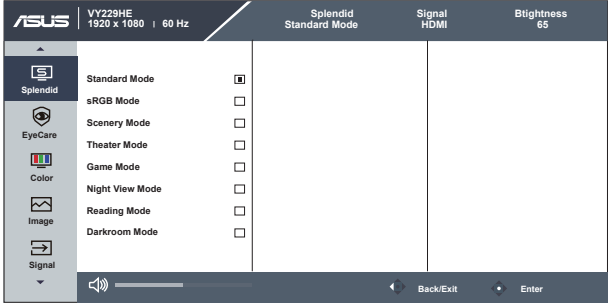 ASUS
VY229HE
1920 x 1080 | 60 Hz
Splendid
Standard Mode
Signal
HDMI
Btightness
65
Splendid
EyeCare
Color
Image
Signal
Standard Mode
sRGB Mode
Scenery Mode
Theater Mode
Game Mode
Night View Mode
Reading Mode
Darkroom Mode
Back/Exit
Enter